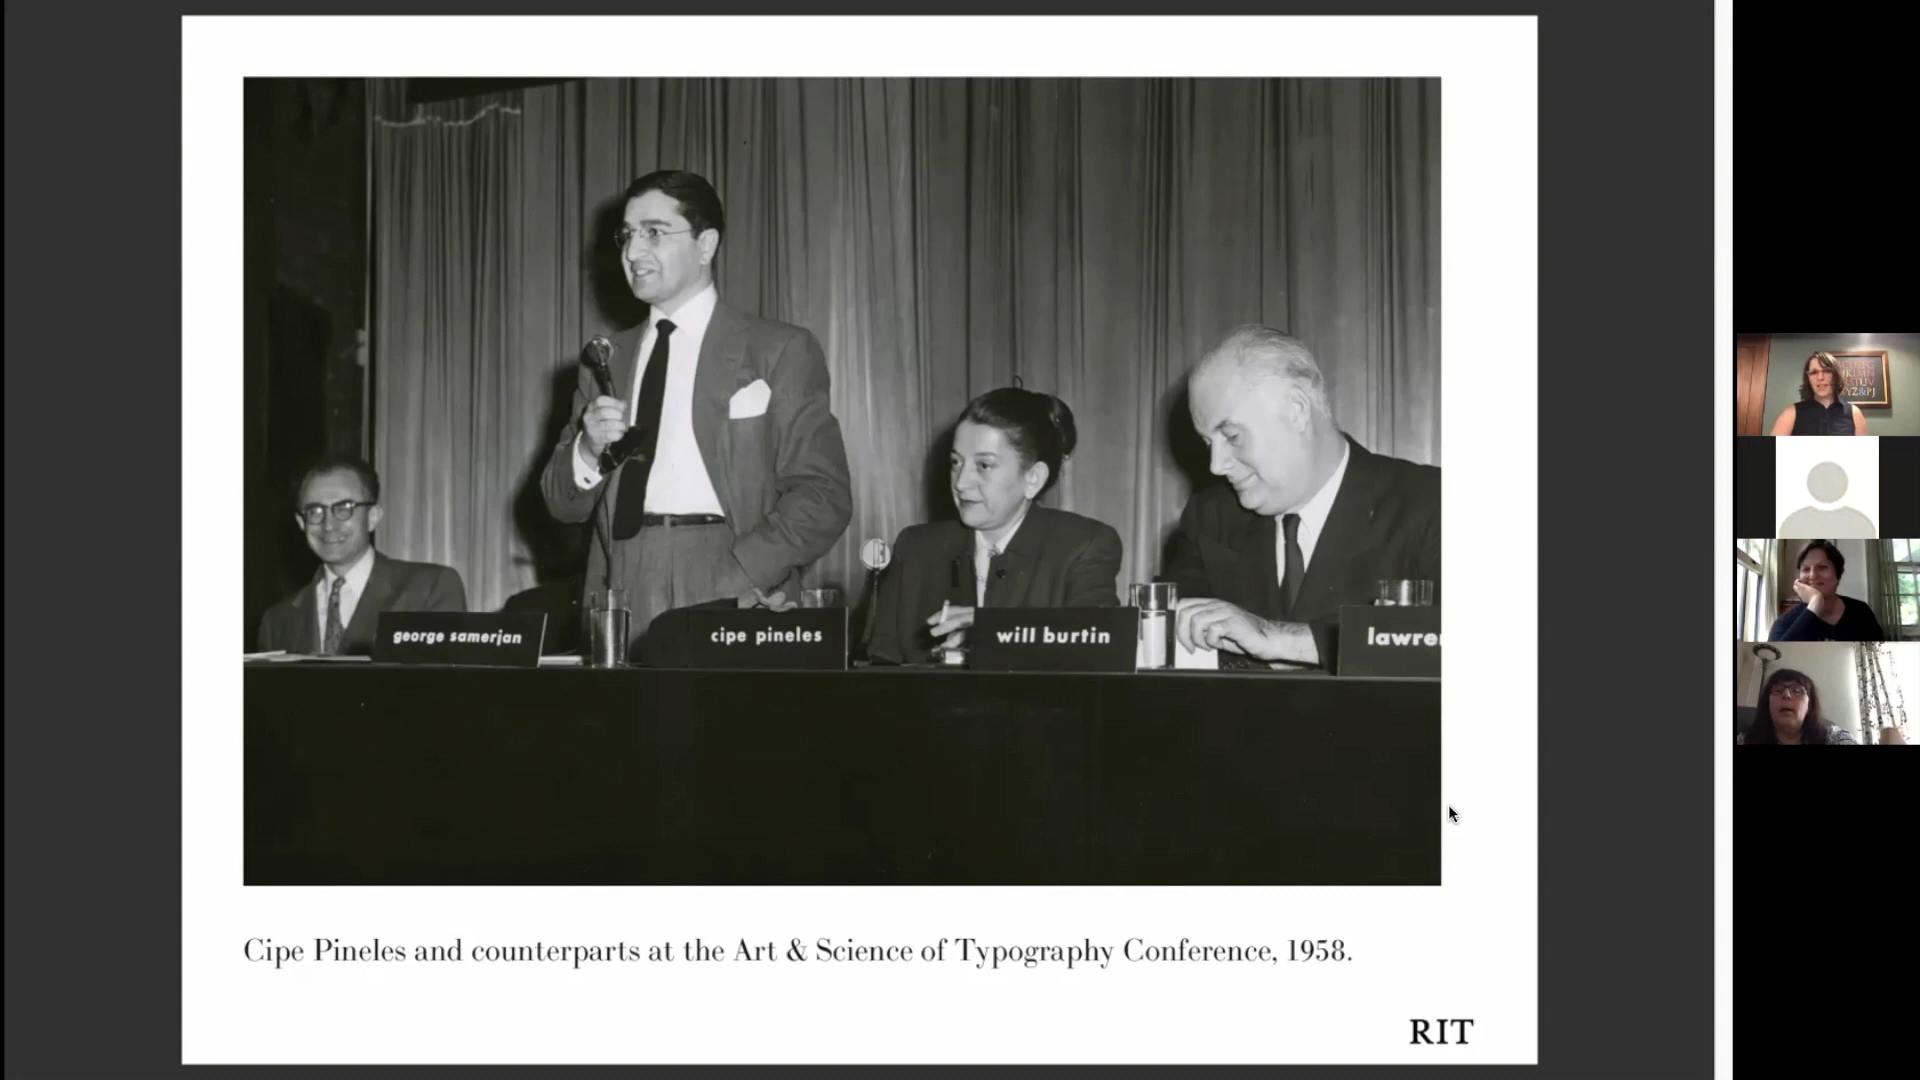 george samerjan
cipe pineles
will burtin
lawre
Cipe Pineles and counterparts at the Art & Science of Typography Conference, 1958.
RIT